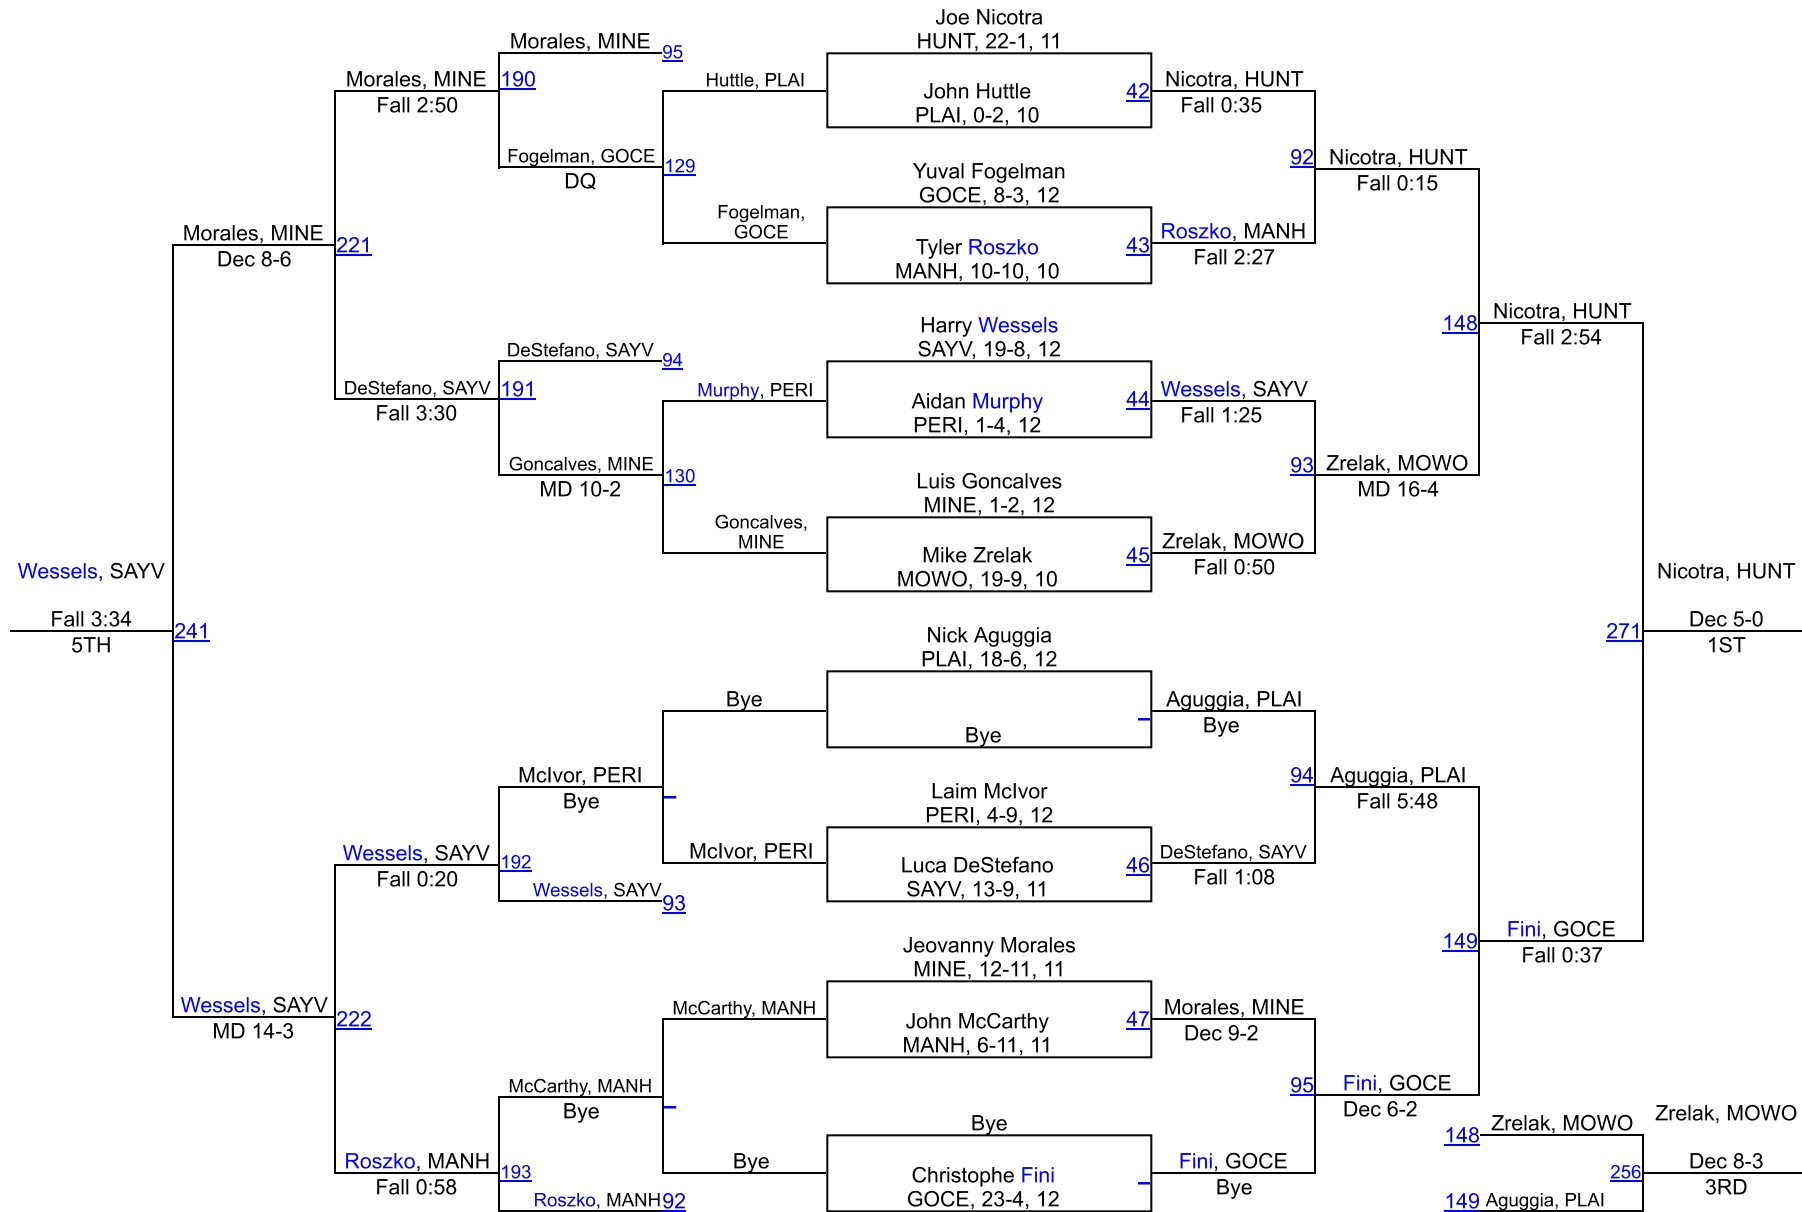 Joe Nicotra
HUNT, 22-1, 11
Morales, MINE
95
Morales, MINE
190
Fall 2:50
Huttle, PLAI
John Huttle
PLAI, 0-2, 10
42
Nicotra, HUNT
Fall 0:35
Fogelman, GOCE
DQ
129
Yuval Fogelman
GOCE, 8-3, 12
92
Nicotra, HUNT
Fall 0:15
Fogelman,
GOCE
Morales, MINE
Dec 8-6
221
Tyler Roszko
MANH, 10-10, 10
43
Roszko, MANH
Fall 2:27
Harry Wessels
SAYV, 19-8, 12
148
Nicotra, HUNT
Fall 2:54
DeStefano, SAYV
94
DeStefano, SAYV
191
Fall 3:30
Murphy, PERI
Aidan Murphy
PERI, 1-4, 12
44
Wessels, SAYV
Fall 1:25
Goncalves, MINE
MD 10-2
130
Luis Goncalves
MINE, 1-2, 12
93
Zrelak, MOWO
MD 16-4
Goncalves,
MINE
Mike Zrelak
MOWO, 19-9, 10
45
Zrelak, MOWO
Fall 0:50
Wessels, SAYV
Fall 3:34
5TH
241
Nicotra, HUNT
271
Dec 5-0
1ST
Nick Aguggia
PLAI, 18-6, 12
Bye
Bye
Aguggia, PLAI
Bye
McIvor, PERI
Bye
Laim McIvor
PERI, 4-9, 12
94
Aguggia, PLAI
Fall 5:48
McIvor, PERI
Luca DeStefano
SAYV, 13-9, 11
46
DeStefano, SAYV
Fall 1:08
Wessels, SAYV
192
Fall 0:20
Wessels, SAYV
93
Jeovanny Morales
MINE, 12-11, 11
149
Fini, GOCE
Fall 0:37
Wessels, SAYV
MD 14-3
222
McCarthy, MANH
John McCarthy
MANH, 6-11, 11
47
Morales, MINE
Dec 9-2
McCarthy, MANH
Bye
95
Fini, GOCE
Dec 6-2
Bye
Bye
Christophe Fini
GOCE, 23-4, 12
Fini, GOCE
Bye
Roszko, MANH
193
Fall 0:58
Roszko, MANH
92
148
Zrelak, MOWO
Zrelak, MOWO
256
Dec 8-3
3RD
149
Aguggia, PLAI